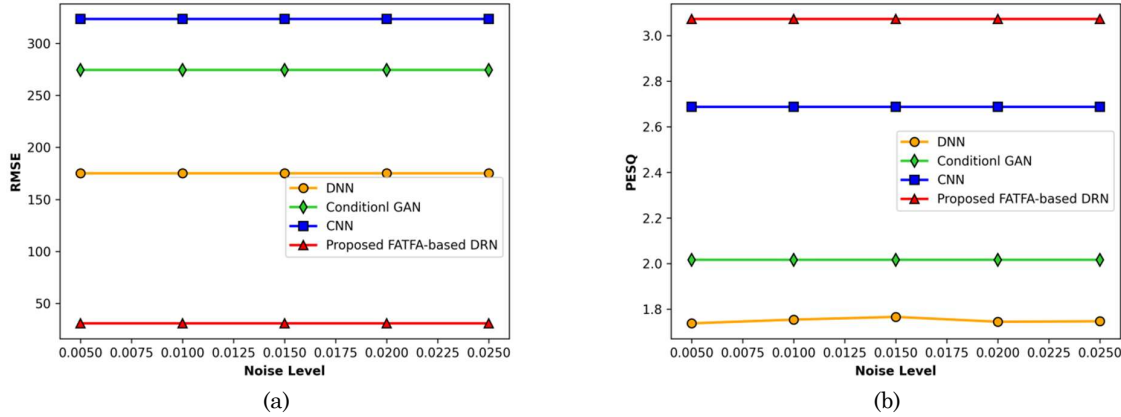 300
250
200
150
100
50
RMSE
DNN
Conditionl GAN
CNN
Proposed FATFA-based DRN
0.0050 0.0075 0.0100 0.0125 0.0150 0.0175 0.0200 0.0225 0.0250
Noise Level
(a)
3.0
2.8
2.6
2.4
2.2
2.0
1.8
PESQ
DNN
Conditionl GAN
CNN
Proposed FATFA-based DRN
0.0050 0.0075 0.0100 0.0125 0.0150 0.0175 0.0200 0.0225 0.0250
Noise Level
(b)